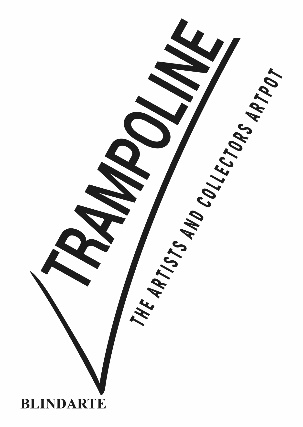 TRAMPOLINE
THE ARTISTS AND COLLECTORS ARTPOT
BLINDARTE